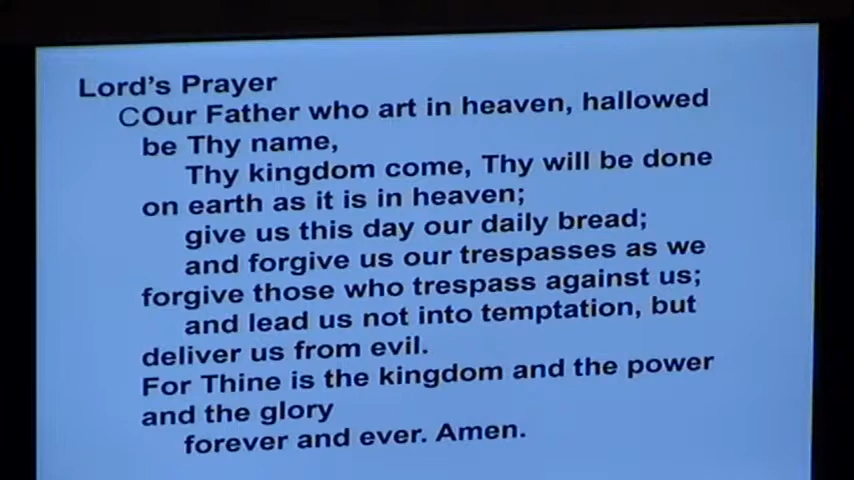 Lord's Prayer
COur Father who art in heaven, hallowed
be Thy name,
Thy kingdom come, Thy will be done
on earth as it is in heaven;
give us this day our daily bread;
and forgive us our trespasses as we
forgive those who trespass against us;
and lead us not into temptation, but
deliver us from evil.
For Thine is the kingdom and the power
and the glory
forever and ever. Amen.